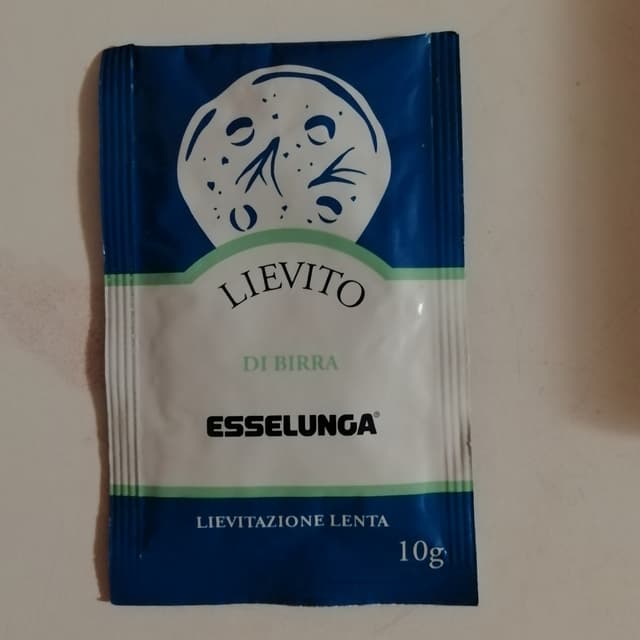 LIEVITO
DI BIRRA
ESSELUNGA®
LIEVITAZIONE LENTA
10g